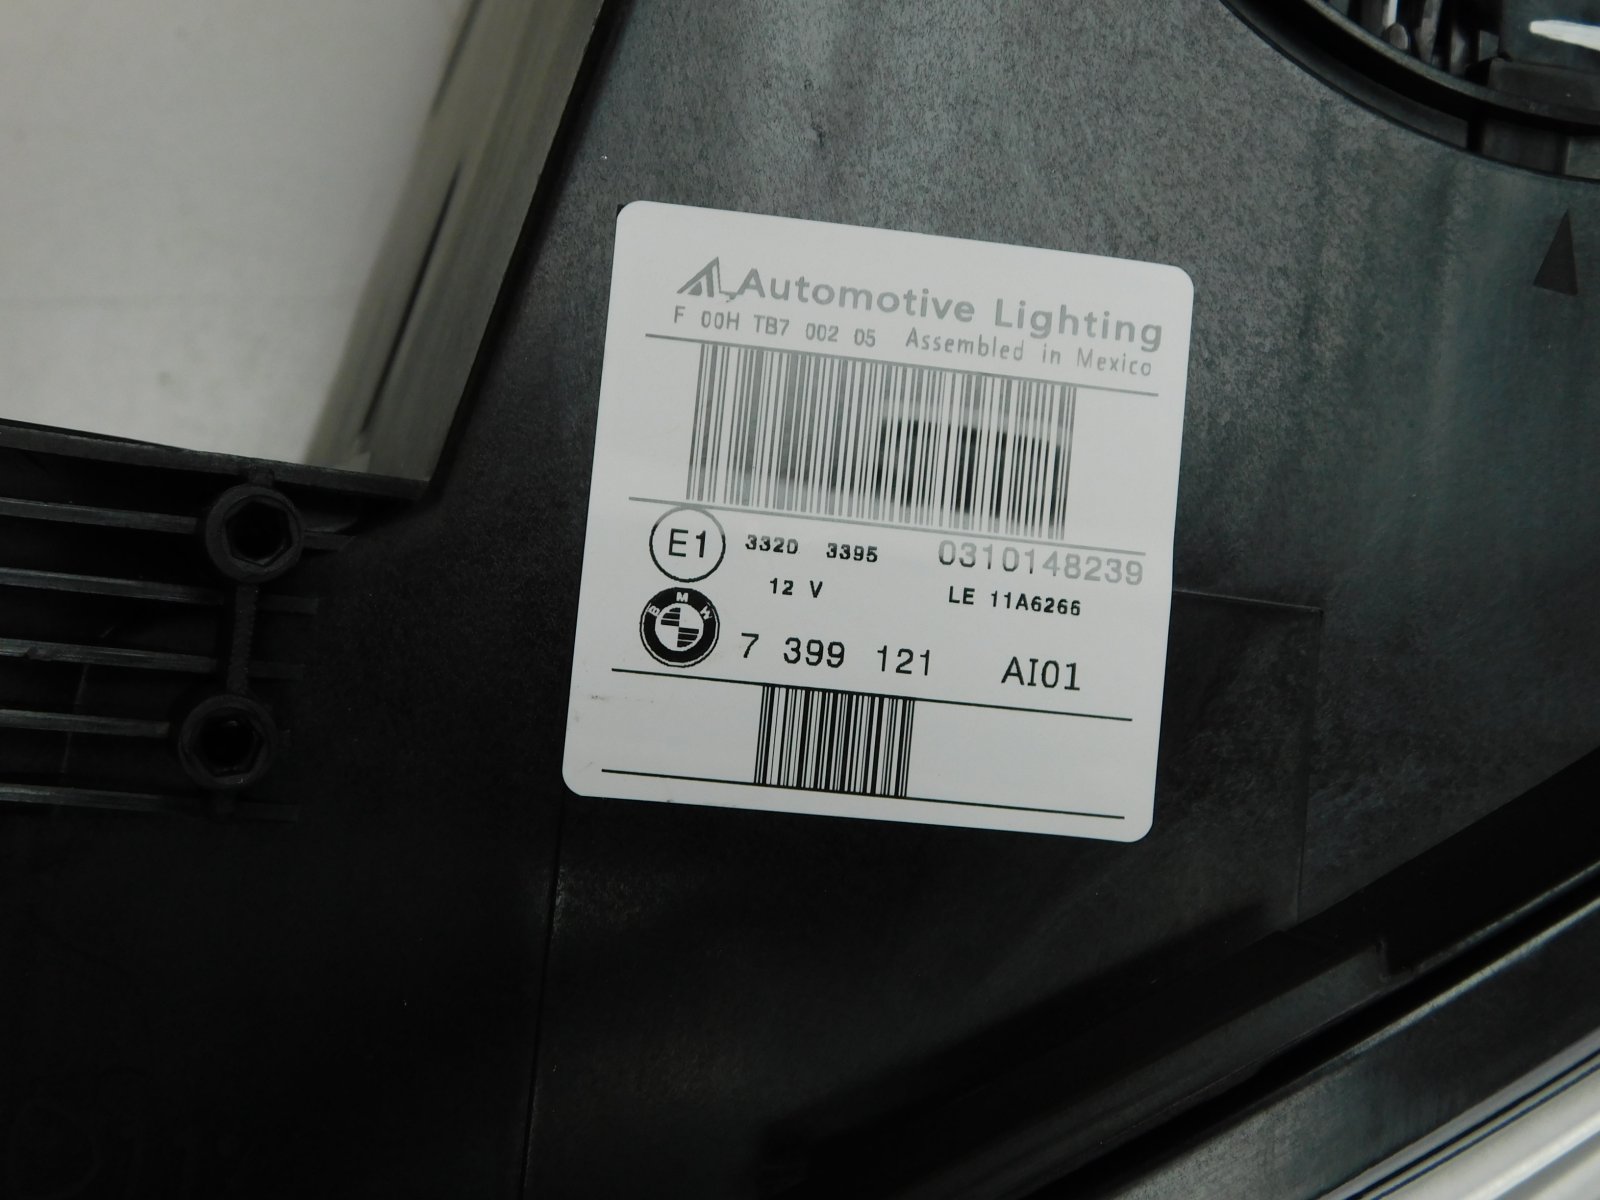 Automotive Lighting
F 00H TB7 002 05 Assembled in Mexico
E1 3320 3395 0310148239
12 V LE 11A6266
BMW 7 399 121 AI01